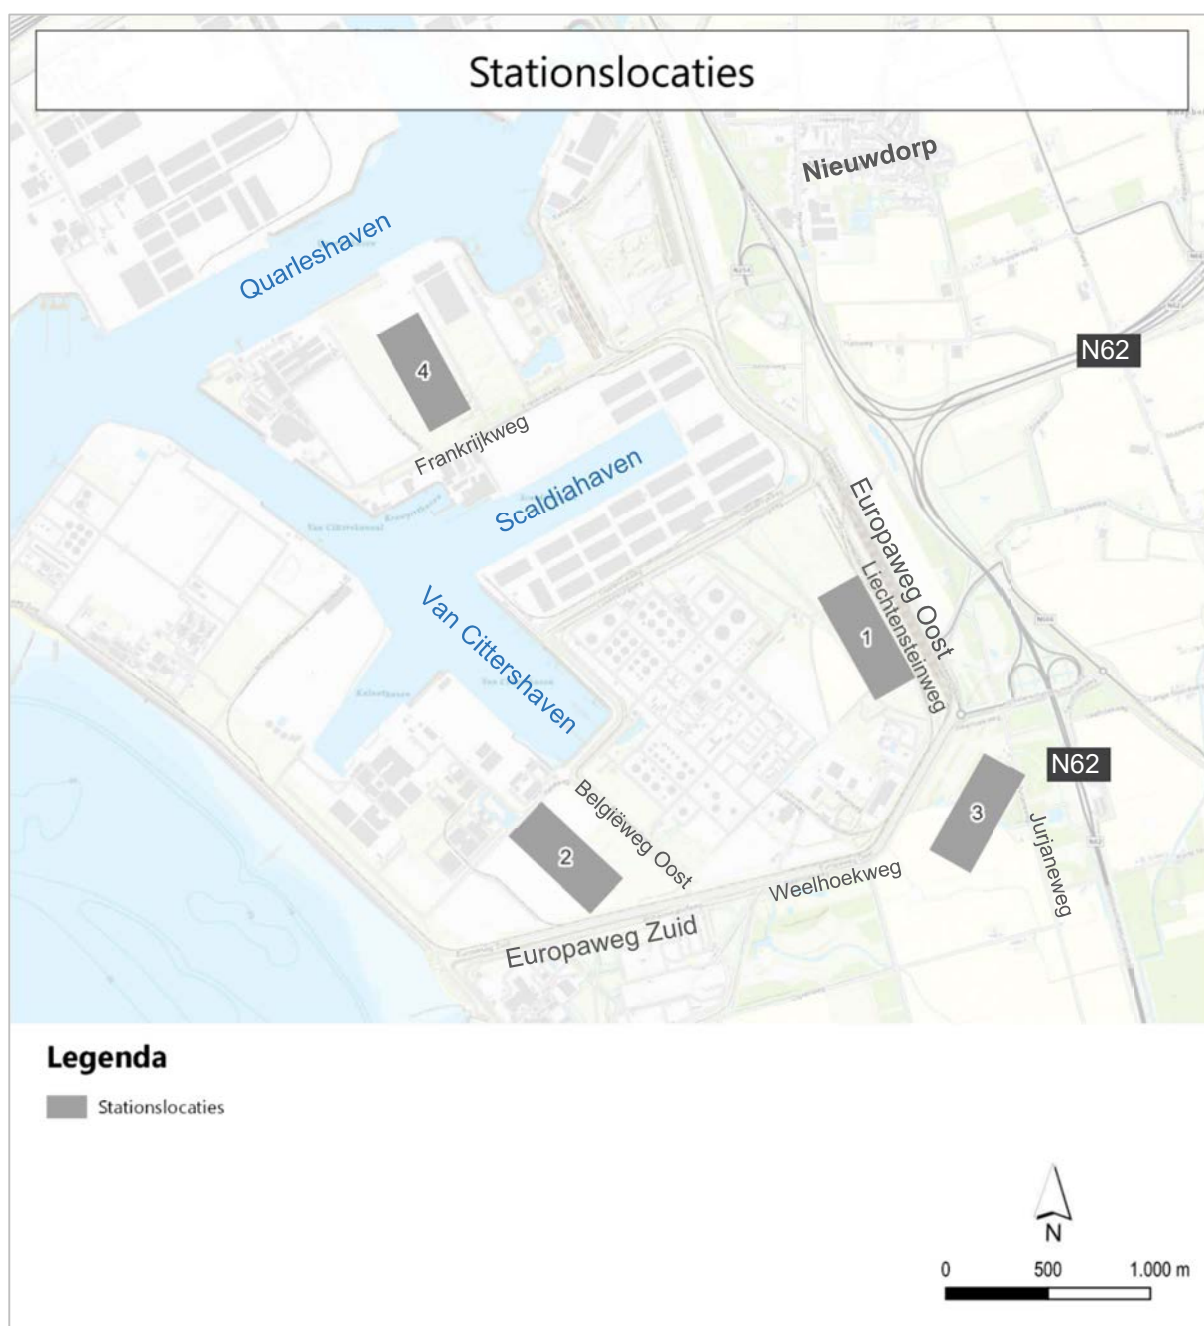 Stationslocaties
Nieuwdorp
Quarleshaven
N62
4
Frankrijkweg
Scaldiahaven
Europaweg Oost
Liechtensteinweg
1
Van Cittershaven
N62
3
Jurjaneweg
Belgiëweg Oost
2
Weelhoekweg
Europaweg Zuid
Legenda
Stationslocaties
N
0 500 1.000 m